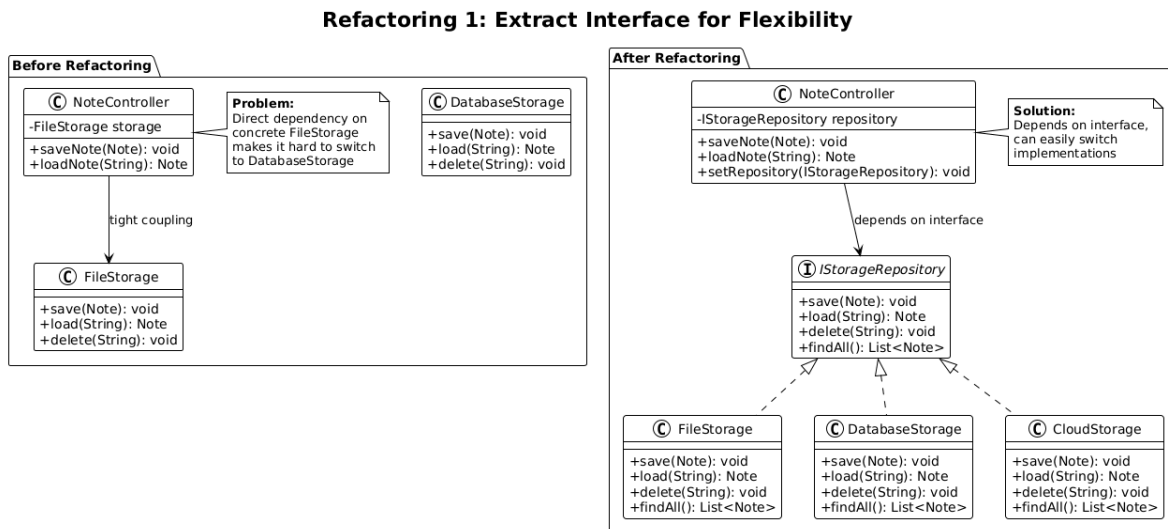 Refactoring 1: Extract Interface for Flexibility
Before Refactoring
C NoteController
-FileStorage storage
+saveNote(Note): void
+loadNote(String): Note
Problem:
Direct dependency on
concrete FileStorage
makes it hard to switch
to DatabaseStorage
C DatabaseStorage
+save(Note): void
+load(String): Note
+delete(String): void
tight coupling
C FileStorage
+save(Note): void
+load(String): Note
+delete(String): void
After Refactoring
C NoteController
-IStorageRepository repository
+saveNote(Note): void
+loadNote(String): Note
+setRepository(IStorageRepository): void
Solution:
Depends on interface,
can easily switch
implementations
depends on interface
I IStorageRepository
+save(Note): void
+load(String): Note
+delete(String): void
+findAll(): List<Note>
C FileStorage
+save(Note): void
+load(String): Note
+delete(String): void
+findAll(): List<Note>
C DatabaseStorage
+save(Note): void
+load(String): Note
+delete(String): void
+findAll(): List<Note>
C CloudStorage
+save(Note): void
+load(String): Note
+delete(String): void
+findAll(): List<Note>